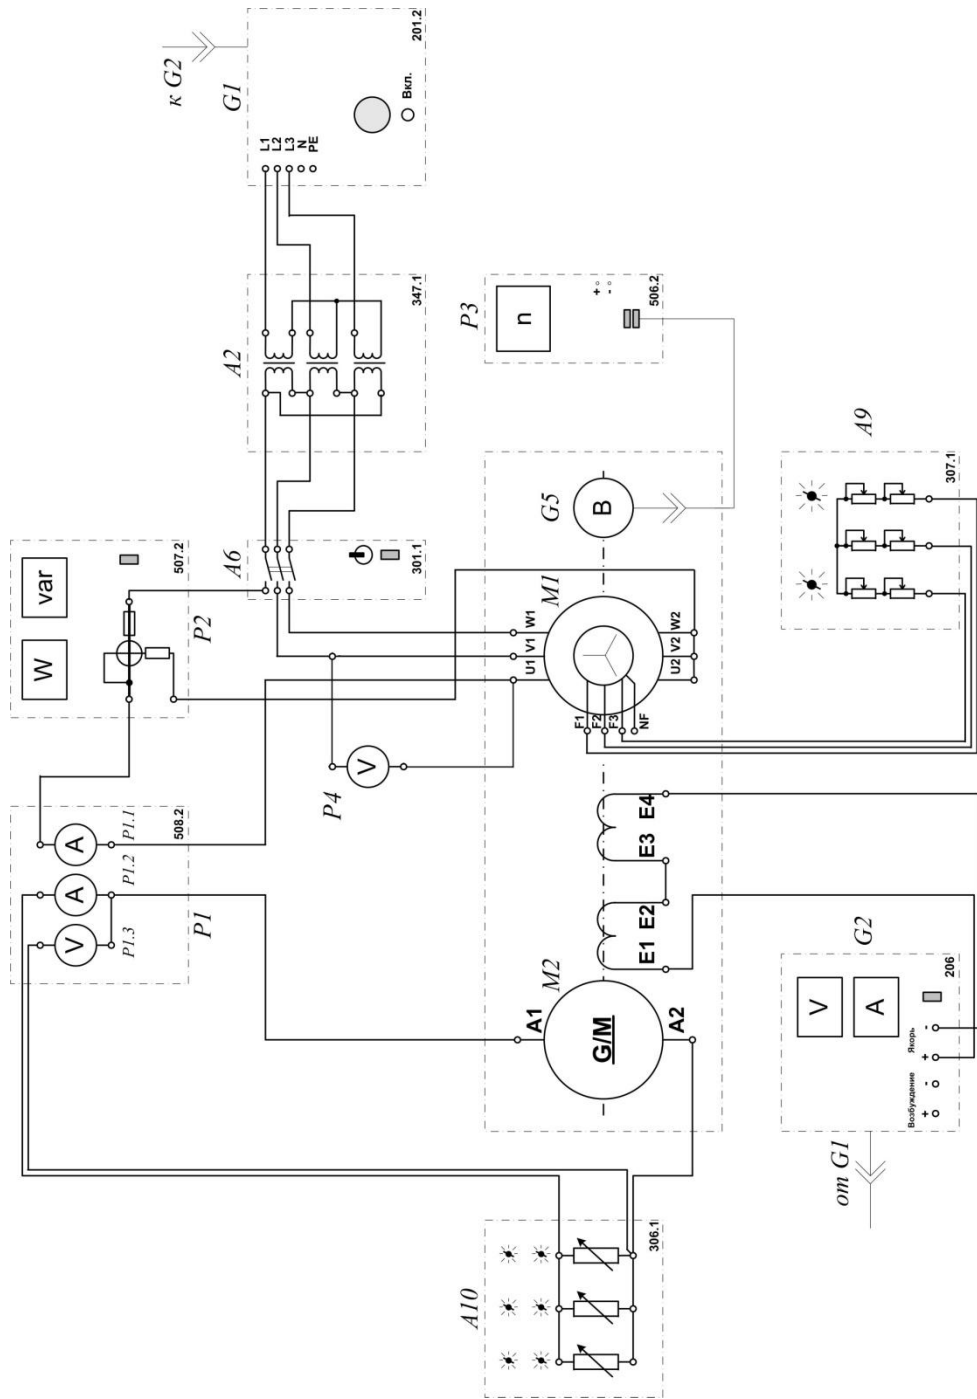 к G2
G1
201.2
L1
L2
L3
N
PE
Вкл.
A2
347.1
P3
n
+
-
506.2
A6
301.1
507.2
var
W
P2
G5
B
M1
W1
V1
U1
W2
V2
U2
F1
F2
F3
NF
A9
307.1
P4
V
508.2
P1.1
A
P1.2
A
P1.3
V
P1
E4
E3
E2
E1
M2
A1
G/M
A2
G2
206
V
A
Якорь
-
+
Возбуждение
-
+
от G1
A10
306.1